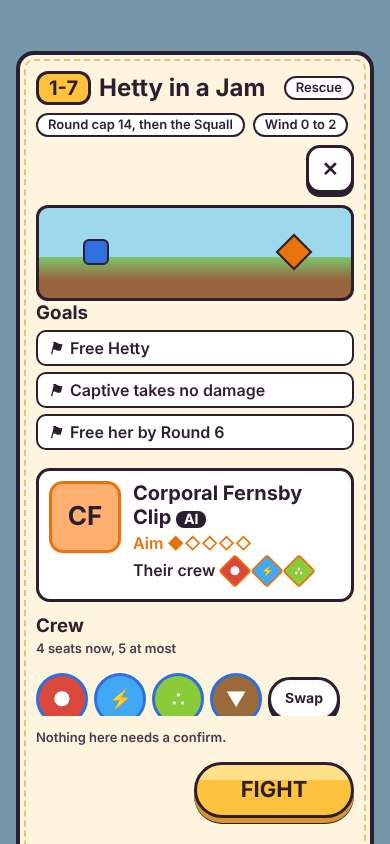 1-7 Hetty in a Jam Rescue
Round cap 14, then the Squall Wind 0 to 2
✕
Goals
Free Hetty
Captive takes no damage
Free her by Round 6
CF
Corporal Fernsby
Clip AI
Aim
Their crew
Crew
4 seats now, 5 at most
Swap
Nothing here needs a confirm.
FIGHT